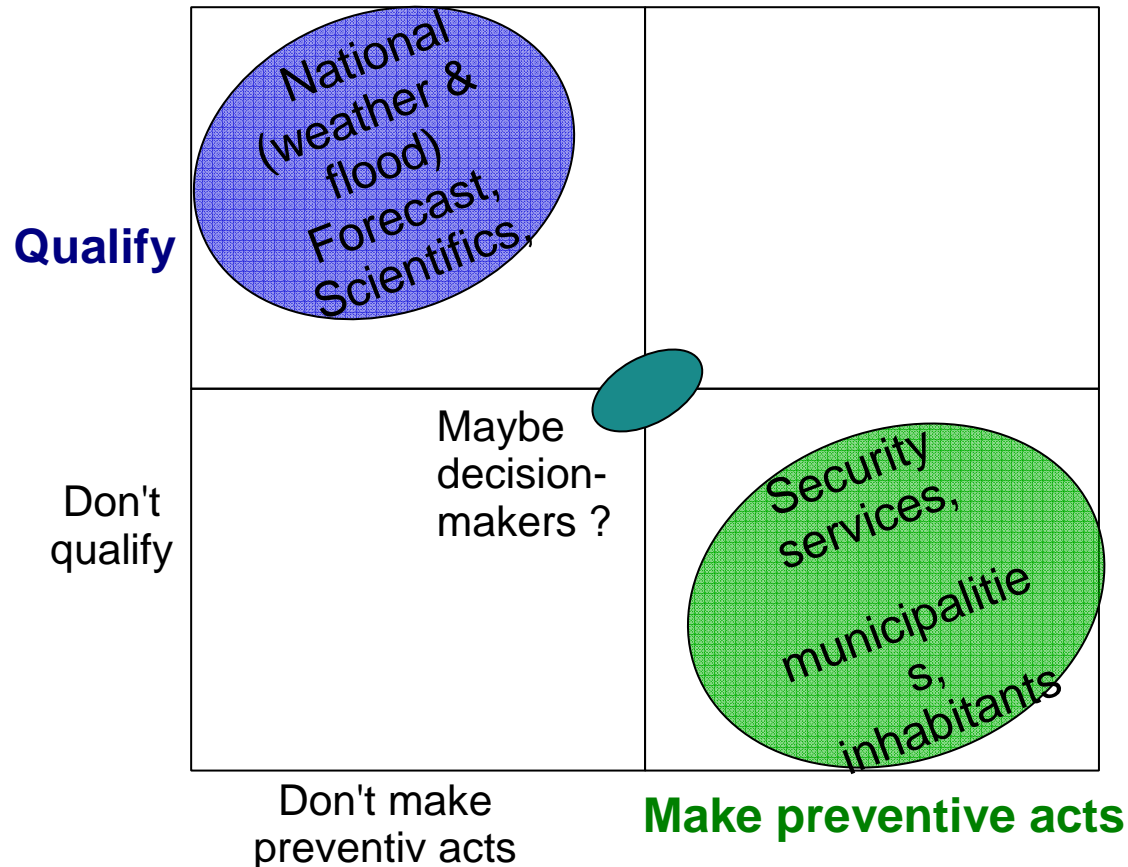 National
(weather &
flood)
Forecast,
Scientifics,
Qualify
Maybe
decision-
makers ?
Don't
qualify
Security
services,
municipalitie
s,
inhabitants
Don't make
preventiv acts
Make preventive acts